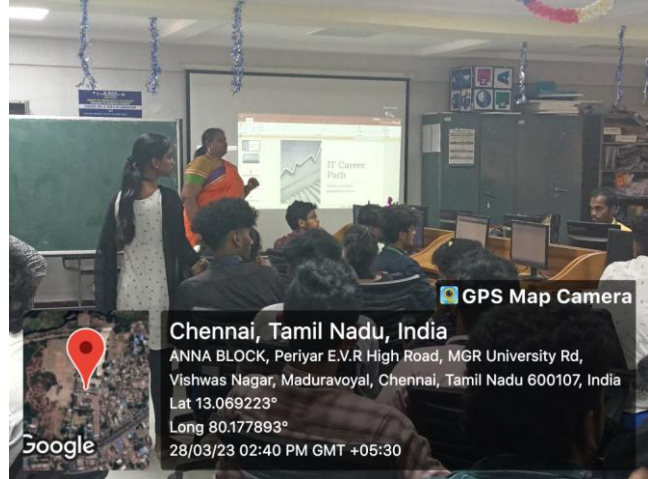 IT Career
Path
GPS Map Camera
Chennai, Tamil Nadu, India
ANNA BLOCK, Periyar E.V.R High Road, MGR University Rd,
Vishwas Nagar, Maduravoyal, Chennai, Tamil Nadu 600107, India
Lat 13.069223°
Long 80.177893°
28/03/23 02:40 PM GMT +05:30
Google